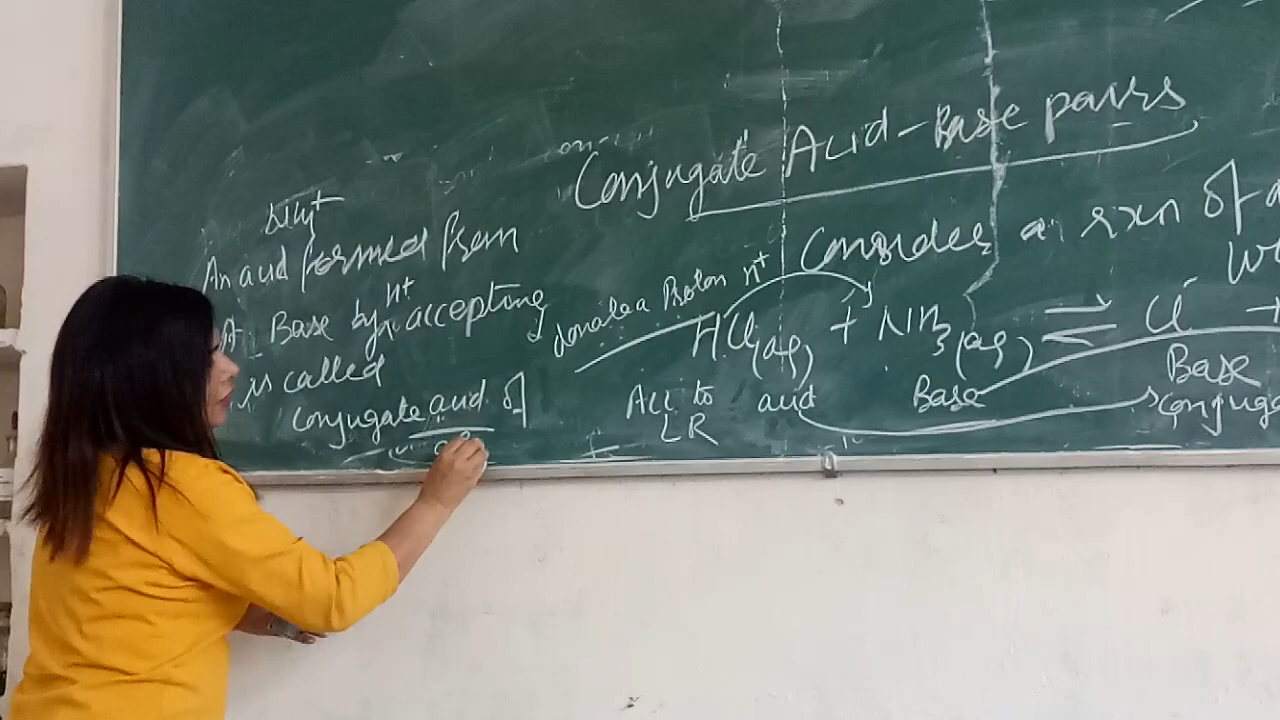 Conjugate Acid-Base pairs
Consider a rxn of
NH4+
An acid formed from
A Base by accepting
H+
is called
conjugate acid of
donate a Proton H+
HCl(aq) + NH3(aq) ⇌ Cl- +
Acc to acid Base Base
LR Conjuga